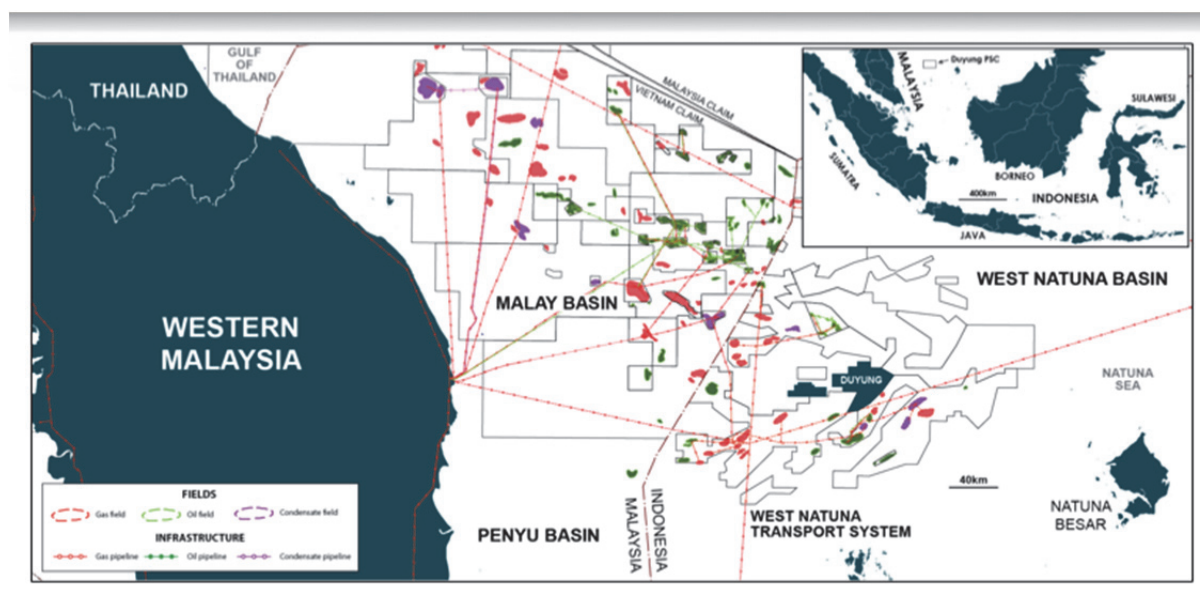 GULF
OF
THAILAND
THAILAND
MALAYSIA CLAIM
VIETNAM CLAIM
MALAYSIA
Duyung PSC
SULAWESI
SUMATRA
BORNEO
400km
INDONESIA
JAVA
WEST NATUNA BASIN
MALAY BASIN
WESTERN
MALAYSIA
DUYUNG
NATUNA
SEA
40km
FIELDS
Gas field
Oil field
Condensate field
INFRASTRUCTURE
Gas pipeline
Oil pipeline
Condensate pipeline
PENYU BASIN
MALAYSIA
INDONESIA
WEST NATUNA
TRANSPORT SYSTEM
NATUNA
BESAR